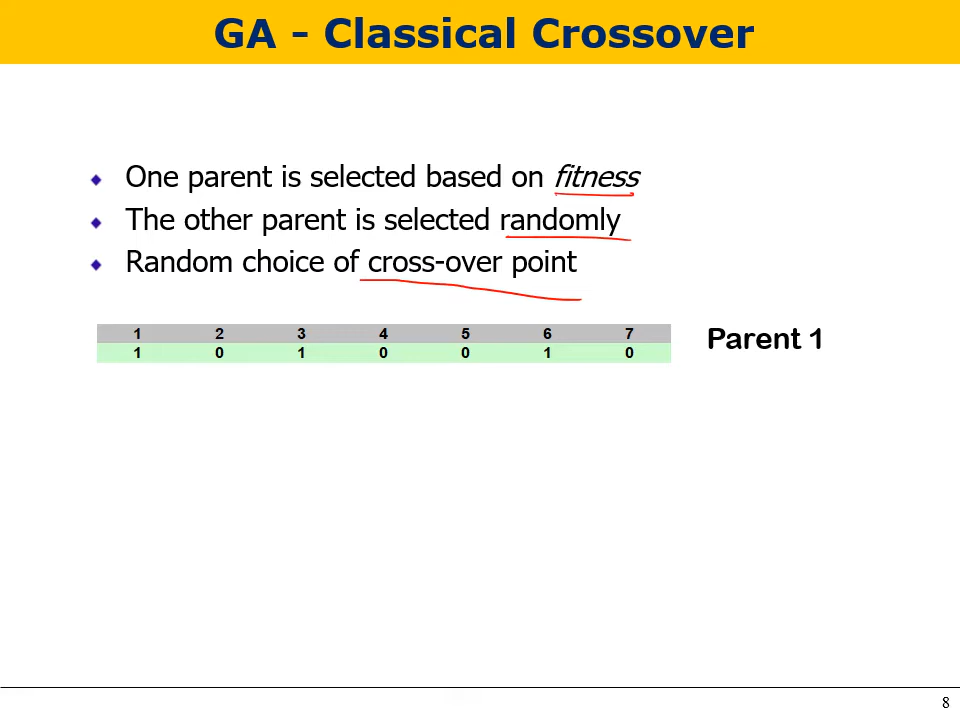 GA - Classical Crossover
One parent is selected based on fitness
The other parent is selected randomly
Random choice of cross-over point
1 2 3 4 5 6 7
1 0 1 0 0 1 0
Parent 1
8